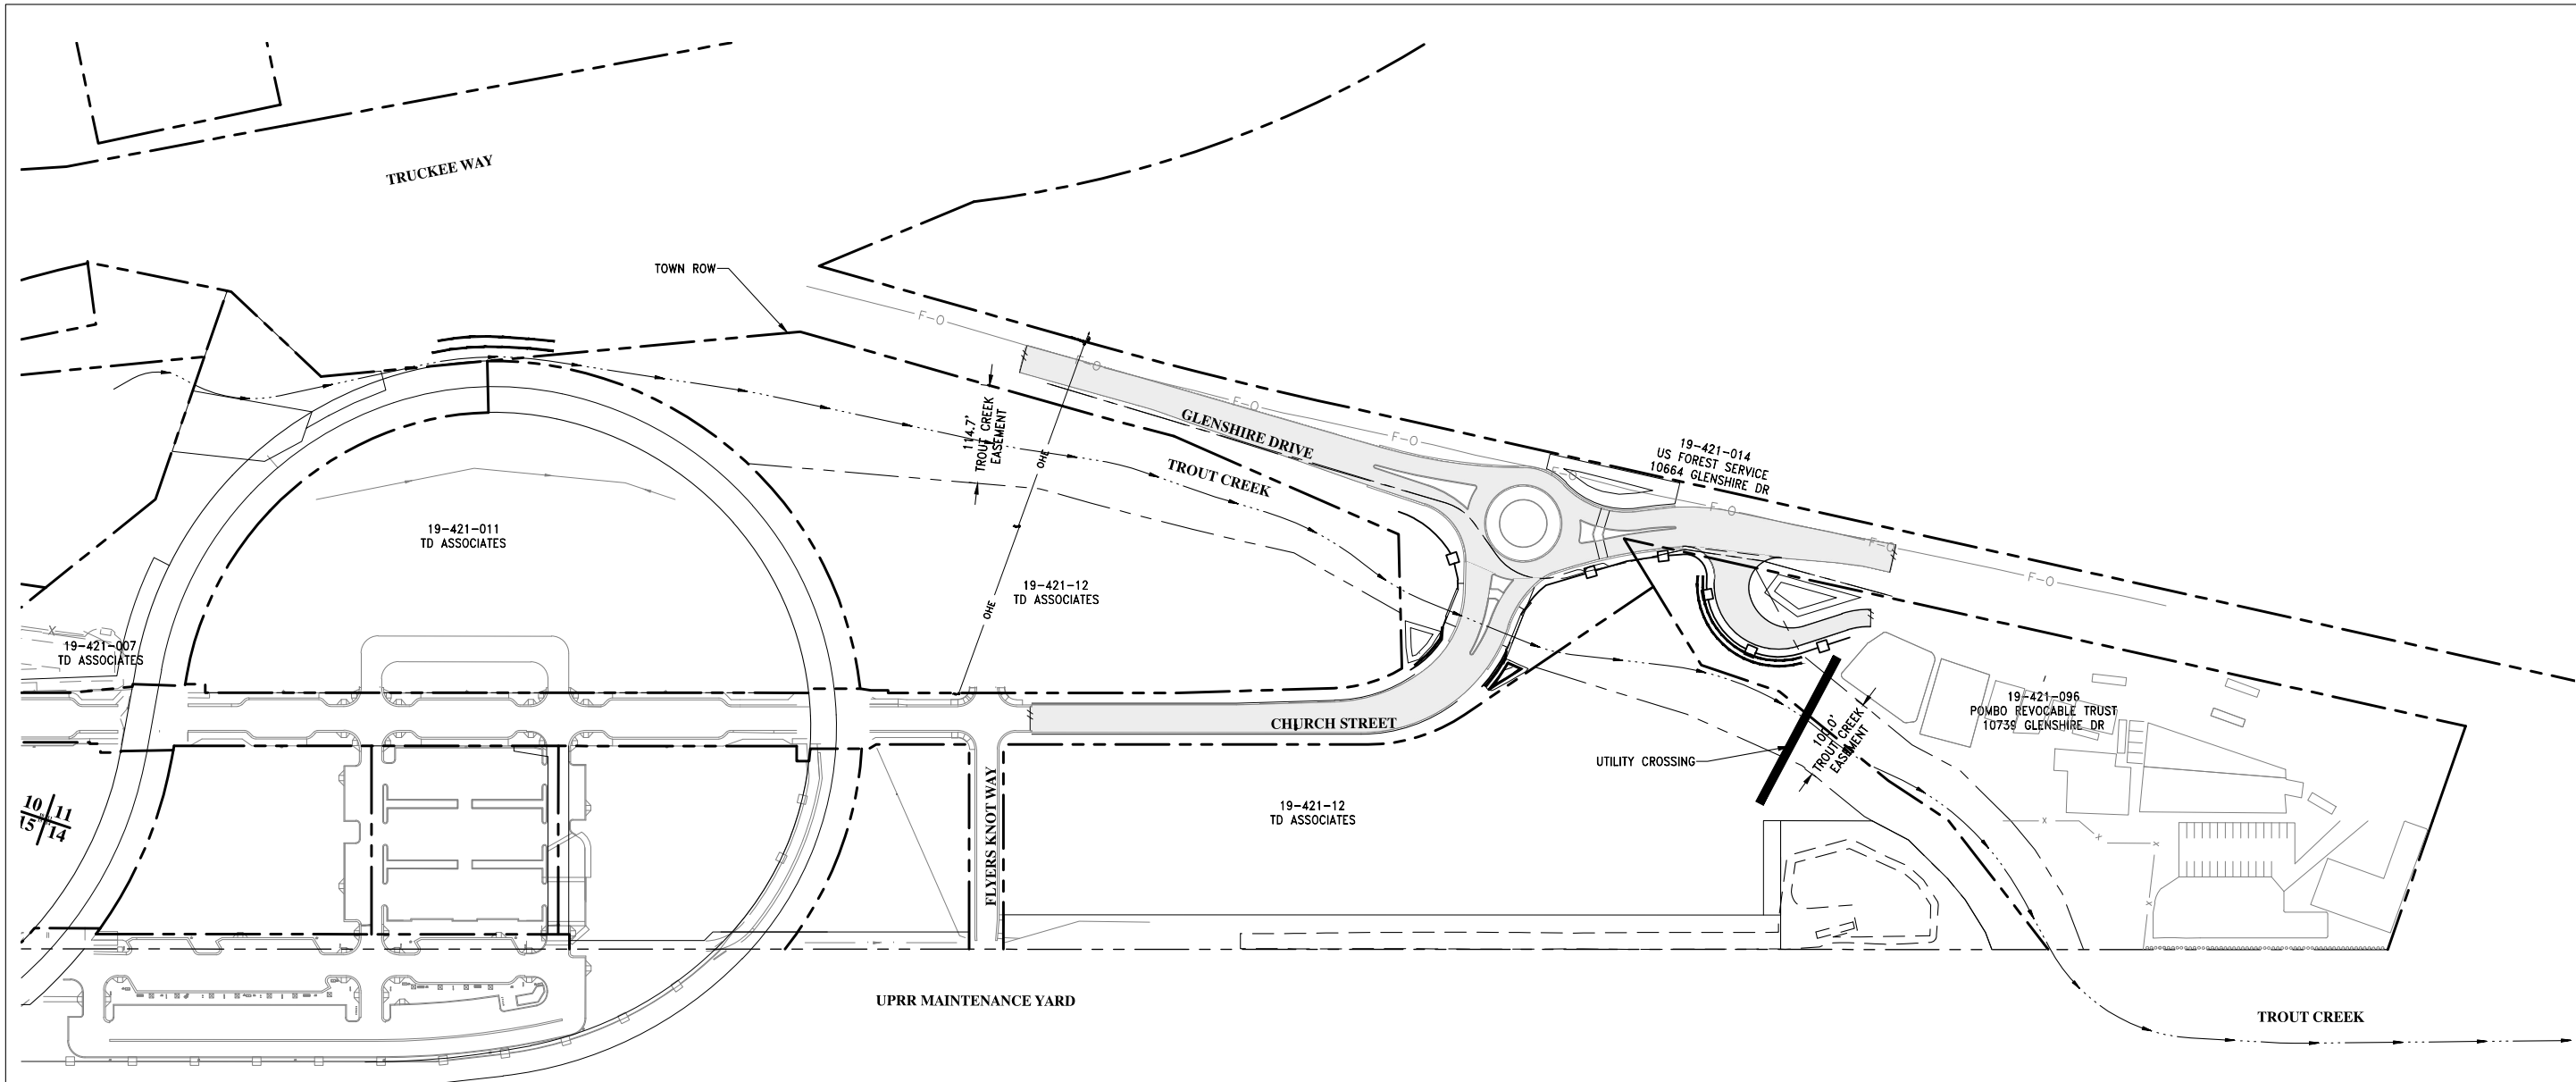 TRUCKEE WAY
TOWN ROW
F-O
F-O
F-O
F-O
F-O
F-O
F-O
F-O
114.7'
TROUT CREEK
EASEMENT
OHE
OHE
GLENSHIRE DRIVE
TROUT CREEK
19-421-014
US FOREST SERVICE
10664 GLENSHIRE DR
19-421-011
TD ASSOCIATES
19-421-12
TD ASSOCIATES
19-421-007
TD ASSOCIATES
X
CHURCH STREET
UTILITY CROSSING
100.0'
TROUT CREEK
EASEMENT
19-421-096
POMBO REVOCABLE TRUST
10739 GLENSHIRE DR
FLYERS KNOT WAY
19-421-12
TD ASSOCIATES
10 11
15 14
X
X
X
X
UPRR MAINTENANCE YARD
TROUT CREEK